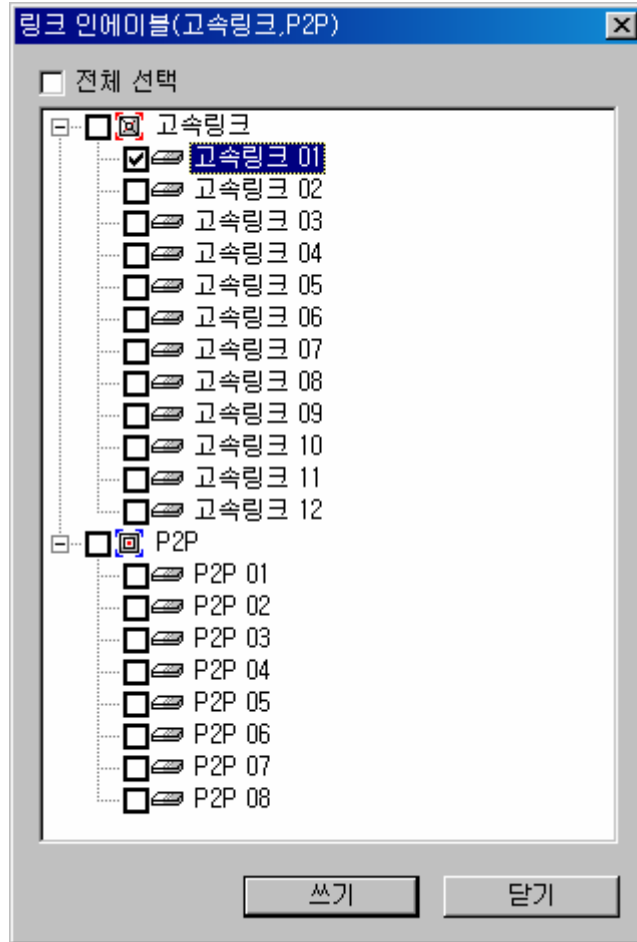 링크 인에이블(고속링크,P2P)
전체 선택
고속링크
고속링크 01
고속링크 02
고속링크 03
고속링크 04
고속링크 05
고속링크 06
고속링크 07
고속링크 08
고속링크 09
고속링크 10
고속링크 11
고속링크 12
P2P
P2P 01
P2P 02
P2P 03
P2P 04
P2P 05
P2P 06
P2P 07
P2P 08
쓰기 닫기